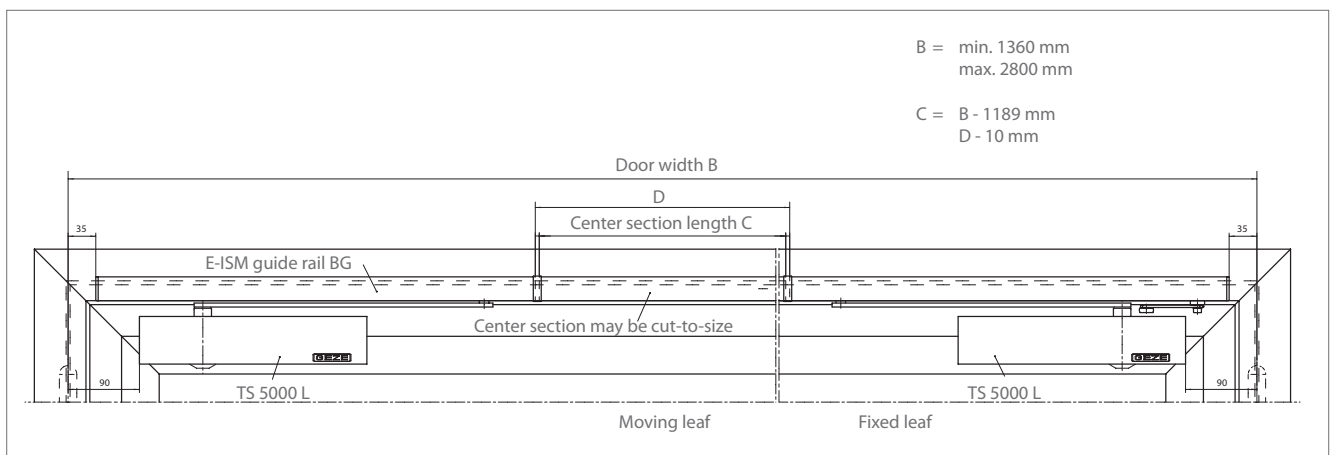 B = min. 1360 mm
max. 2800 mm
C = B - 1189 mm
D - 10 mm
Door width B
D
Center section length C
35
35
E-ISM guide rail BG
Center section may be cut-to-size
GEZE
GEZE
90
90
TS 5000 L
TS 5000 L
Moving leaf
Fixed leaf